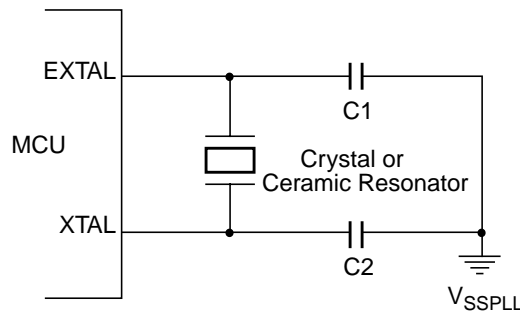 EXTAL
C1
MCU
Crystal or
Ceramic Resonator
XTAL
C2
VSSPLL